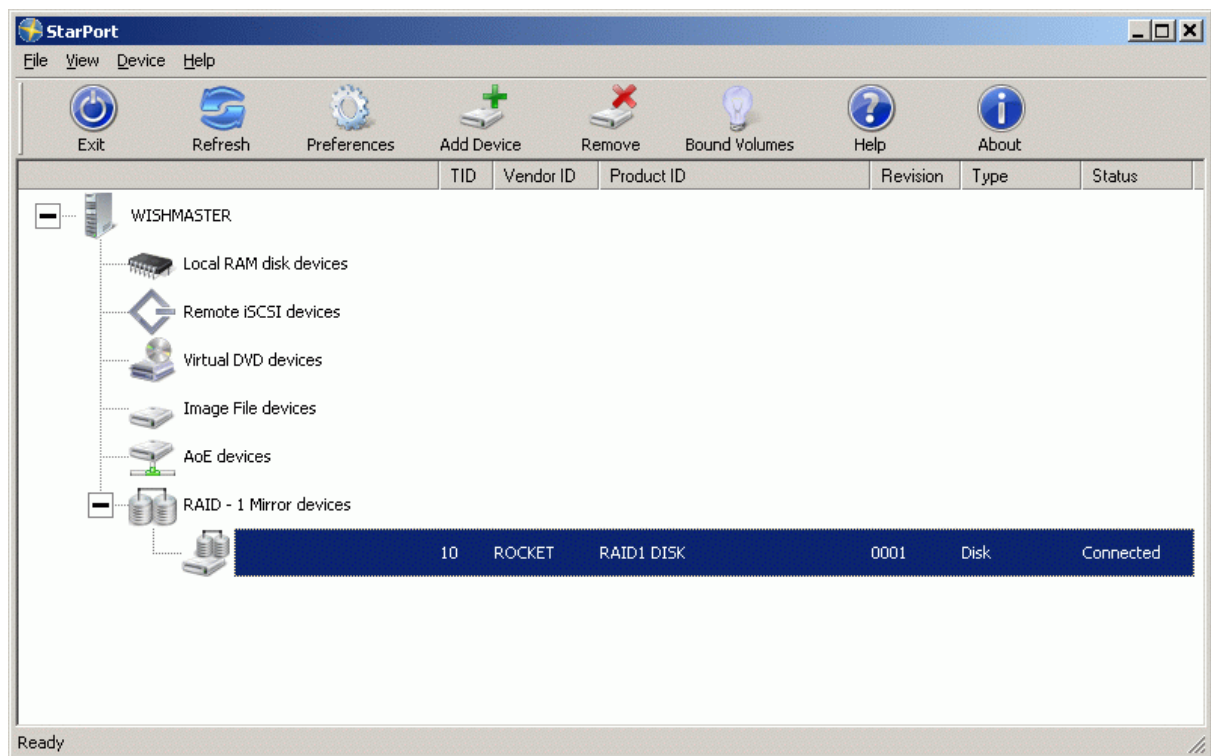 StarPort
File View Device Help
Exit Refresh Preferences Add Device Remove Bound Volumes Help About
TID Vendor ID Product ID Revision Type Status
WISHMASTER
Local RAM disk devices
Remote iSCSI devices
Virtual DVD devices
Image File devices
AoE devices
RAID - 1 Mirror devices
10 ROCKET RAID1 DISK 0001 Disk Connected
Ready